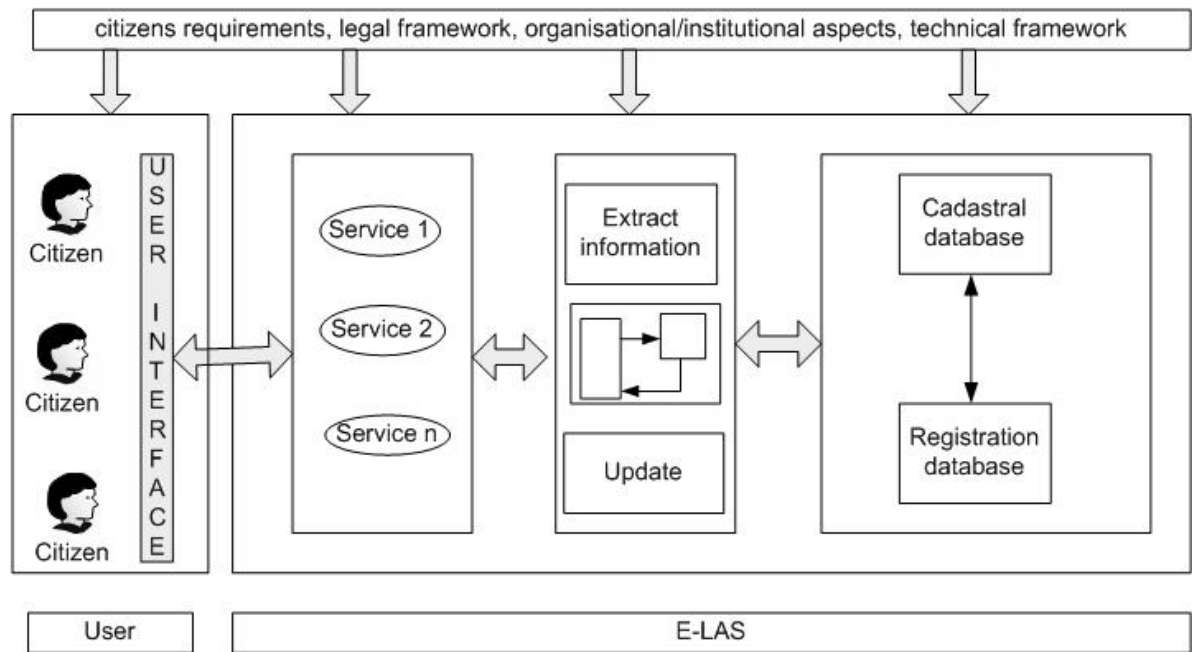 citizens requirements, legal framework, organisational/institutional aspects, technical framework
Citizen
Citizen
Citizen
USER INTERFACE
Service 1
Service 2
Service n
Extract
information
Update
Cadastral
database
Registration
database
User
E-LAS